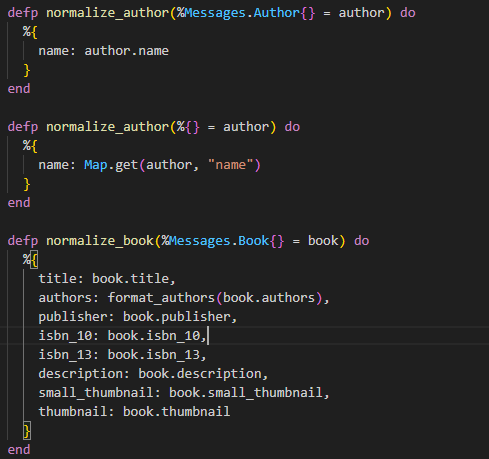 defp normalize_author(%Messages.Author{} = author) do
  %{
    name: author.name
  }
end

defp normalize_author(%{} = author) do
  %{
    name: Map.get(author, "name")
  }
end

defp normalize_book(%Messages.Book{} = book) do
  %{
    title: book.title,
    authors: format_authors(book.authors),
    publisher: book.publisher,
    isbn_10: book.isbn_10,
    isbn_13: book.isbn_13,
    description: book.description,
    small_thumbnail: book.small_thumbnail,
    thumbnail: book.thumbnail
  }
end